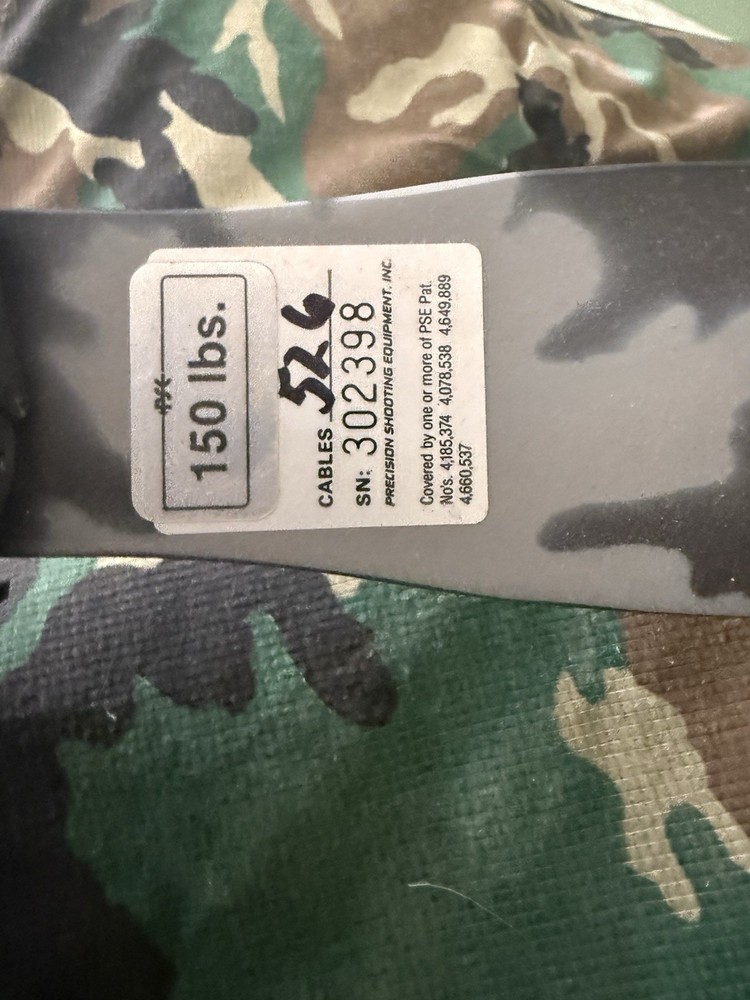 PSE
150 lbs.
CABLES 526
SN: 302398
PRECISION SHOOTING EQUIPMENT, INC.
Covered by one or more of PSE Pat.
No's. 4,185,374 4,078,538 4,649,889
4,660,537